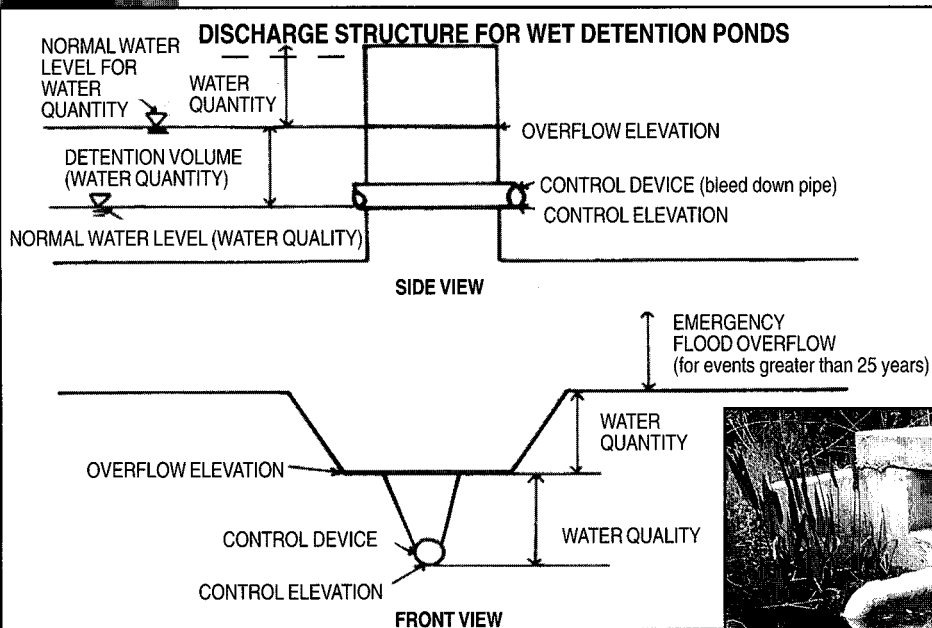 DISCHARGE STRUCTURE FOR WET DETENTION PONDS
NORMAL WATER
LEVEL FOR
WATER
QUANTITY
WATER
QUANTITY
OVERFLOW ELEVATION
DETENTION VOLUME
(WATER QUANTITY)
CONTROL DEVICE (bleed down pipe)
CONTROL ELEVATION
NORMAL WATER LEVEL (WATER QUALITY)
SIDE VIEW
EMERGENCY
FLOOD OVERFLOW
(for events greater than 25 years)
WATER
QUANTITY
OVERFLOW ELEVATION
WATER QUALITY
CONTROL DEVICE
CONTROL ELEVATION
FRONT VIEW